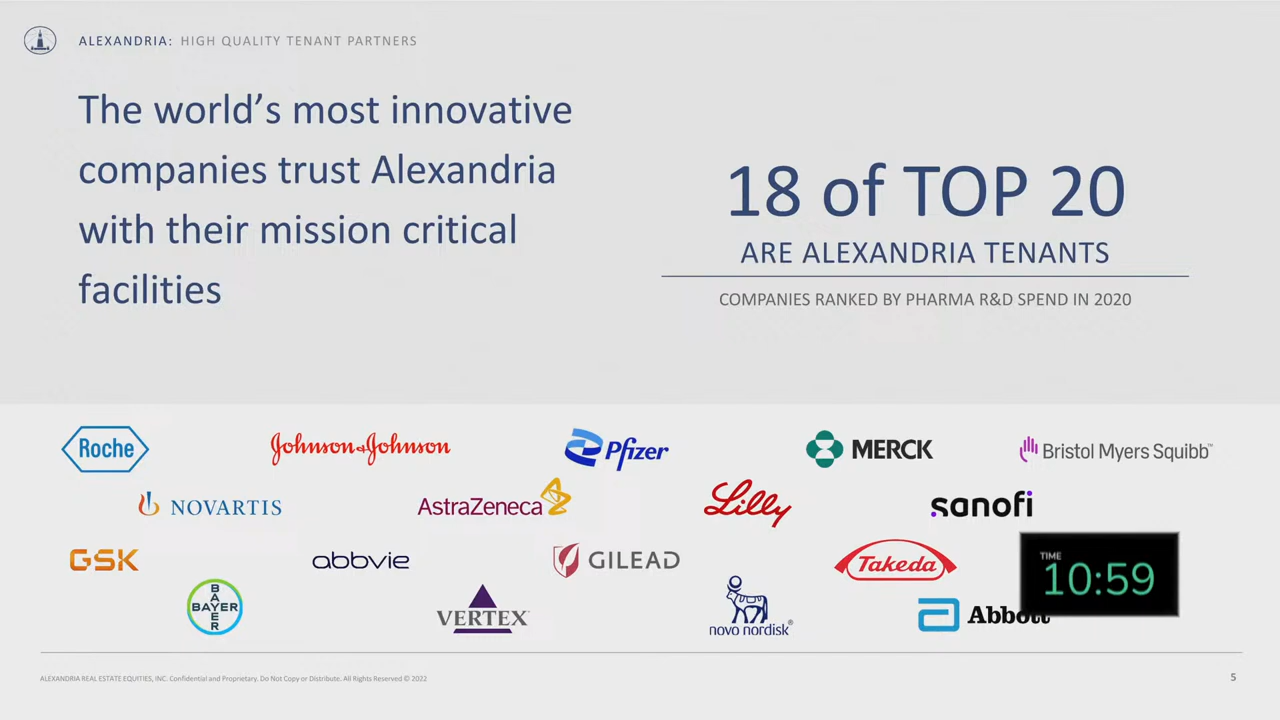 ALEXANDRIA: HIGH QUALITY TENANT PARTNERS
The world's most innovative
companies trust Alexandria
with their mission critical
facilities
18 of TOP 20
ARE ALEXANDRIA TENANTS
COMPANIES RANKED BY PHARMA R&D SPEND IN 2020
Roche
Johnson & Johnson
Pfizer
MERCK
Bristol Myers Squibb™
NOVARTIS
AstraZeneca
Lilly
sanofi
GSK
abbvie
GILEAD
Takeda
TIME
10:59
BAYER
BAYER
VERTEX
novo nordisk®
Abbott
ALEXANDRIA REAL ESTATE EQUITIES, INC. Confidential and Proprietary. Do Not Copy or Distribute. All Rights Reserved © 2022
5